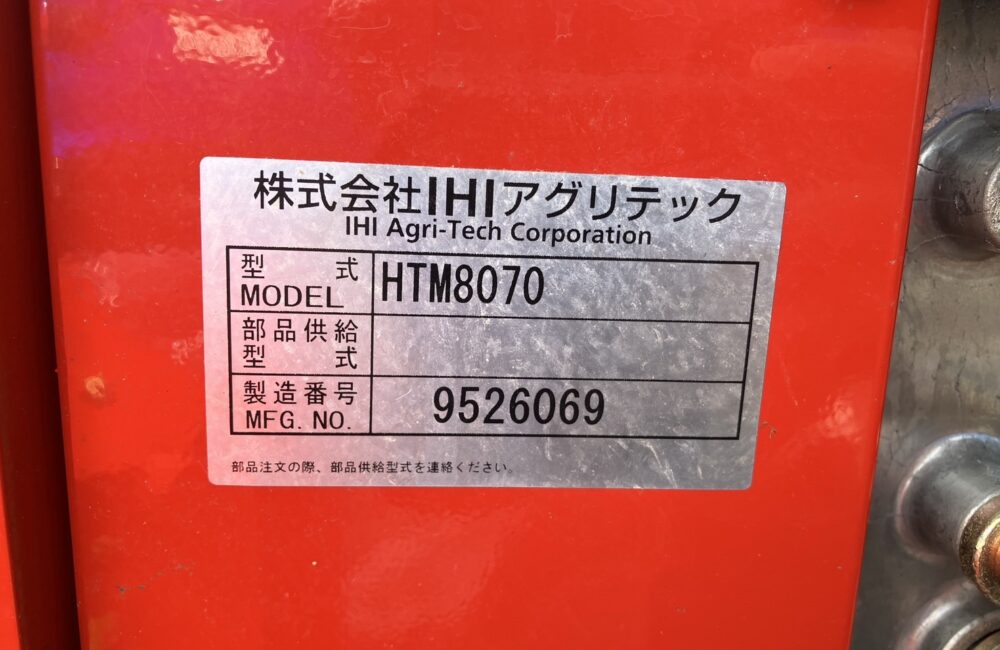 株式会社IHIアグリテック
IHI Agri-Tech Corporation
型 式 HTM8070
MODEL
部品供給
型 式
製造番号 9526069
MFG. NO.
部品注文の際、部品供給型式を連絡ください。